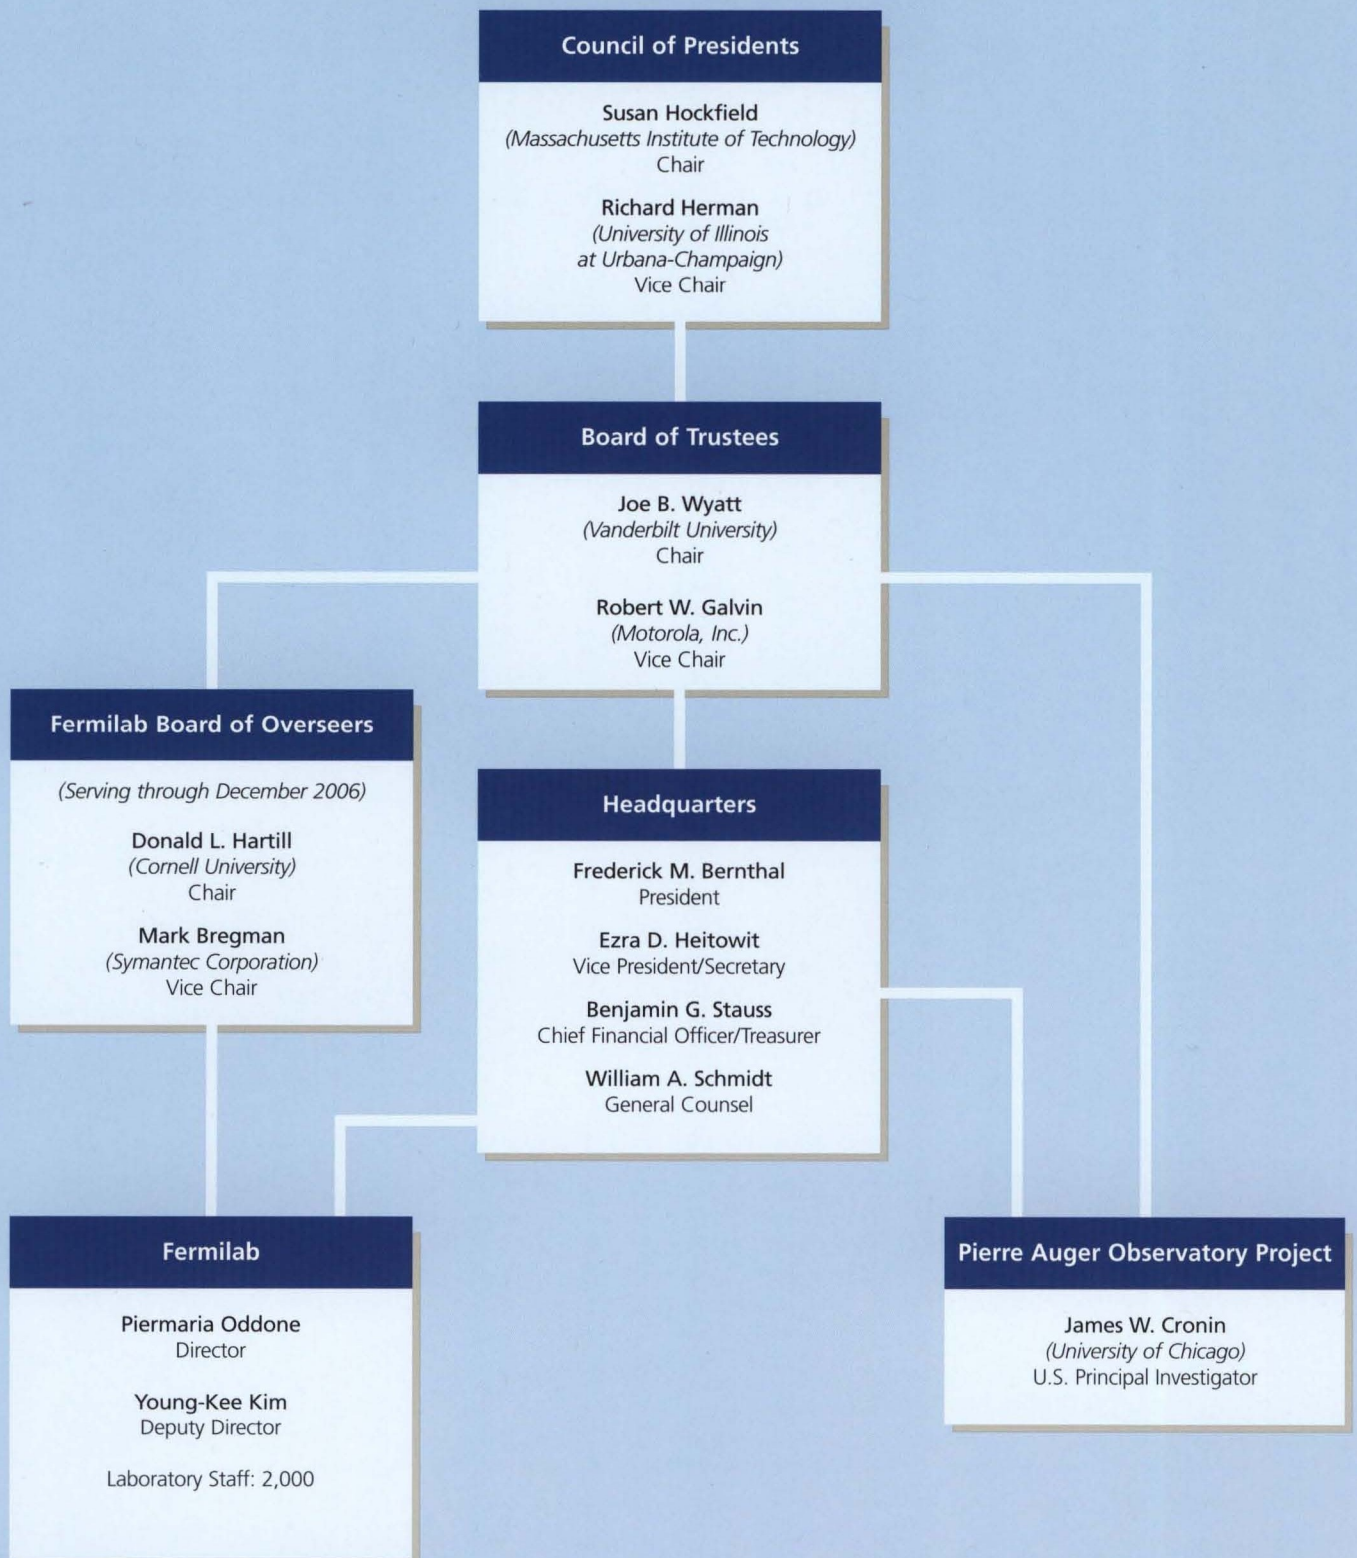 Council of Presidents
Susan Hockfield
(Massachusetts Institute of Technology)
Chair
Richard Herman
(University of Illinois
at Urbana-Champaign)
Vice Chair
Board of Trustees
Joe B. Wyatt
(Vanderbilt University)
Chair
Robert W. Galvin
(Motorola, Inc.)
Vice Chair
Fermilab Board of Overseers
(Serving through December 2006)
Donald L. Hartill
(Cornell University)
Chair
Mark Bregman
(Symantec Corporation)
Vice Chair
Headquarters
Frederick M. Bernthal
President
Ezra D. Heitowit
Vice President/Secretary
Benjamin G. Stauss
Chief Financial Officer/Treasurer
William A. Schmidt
General Counsel
Fermilab
Piermaria Oddone
Director
Young-Kee Kim
Deputy Director
Laboratory Staff: 2,000
Pierre Auger Observatory Project
James W. Cronin
(University of Chicago)
U.S. Principal Investigator